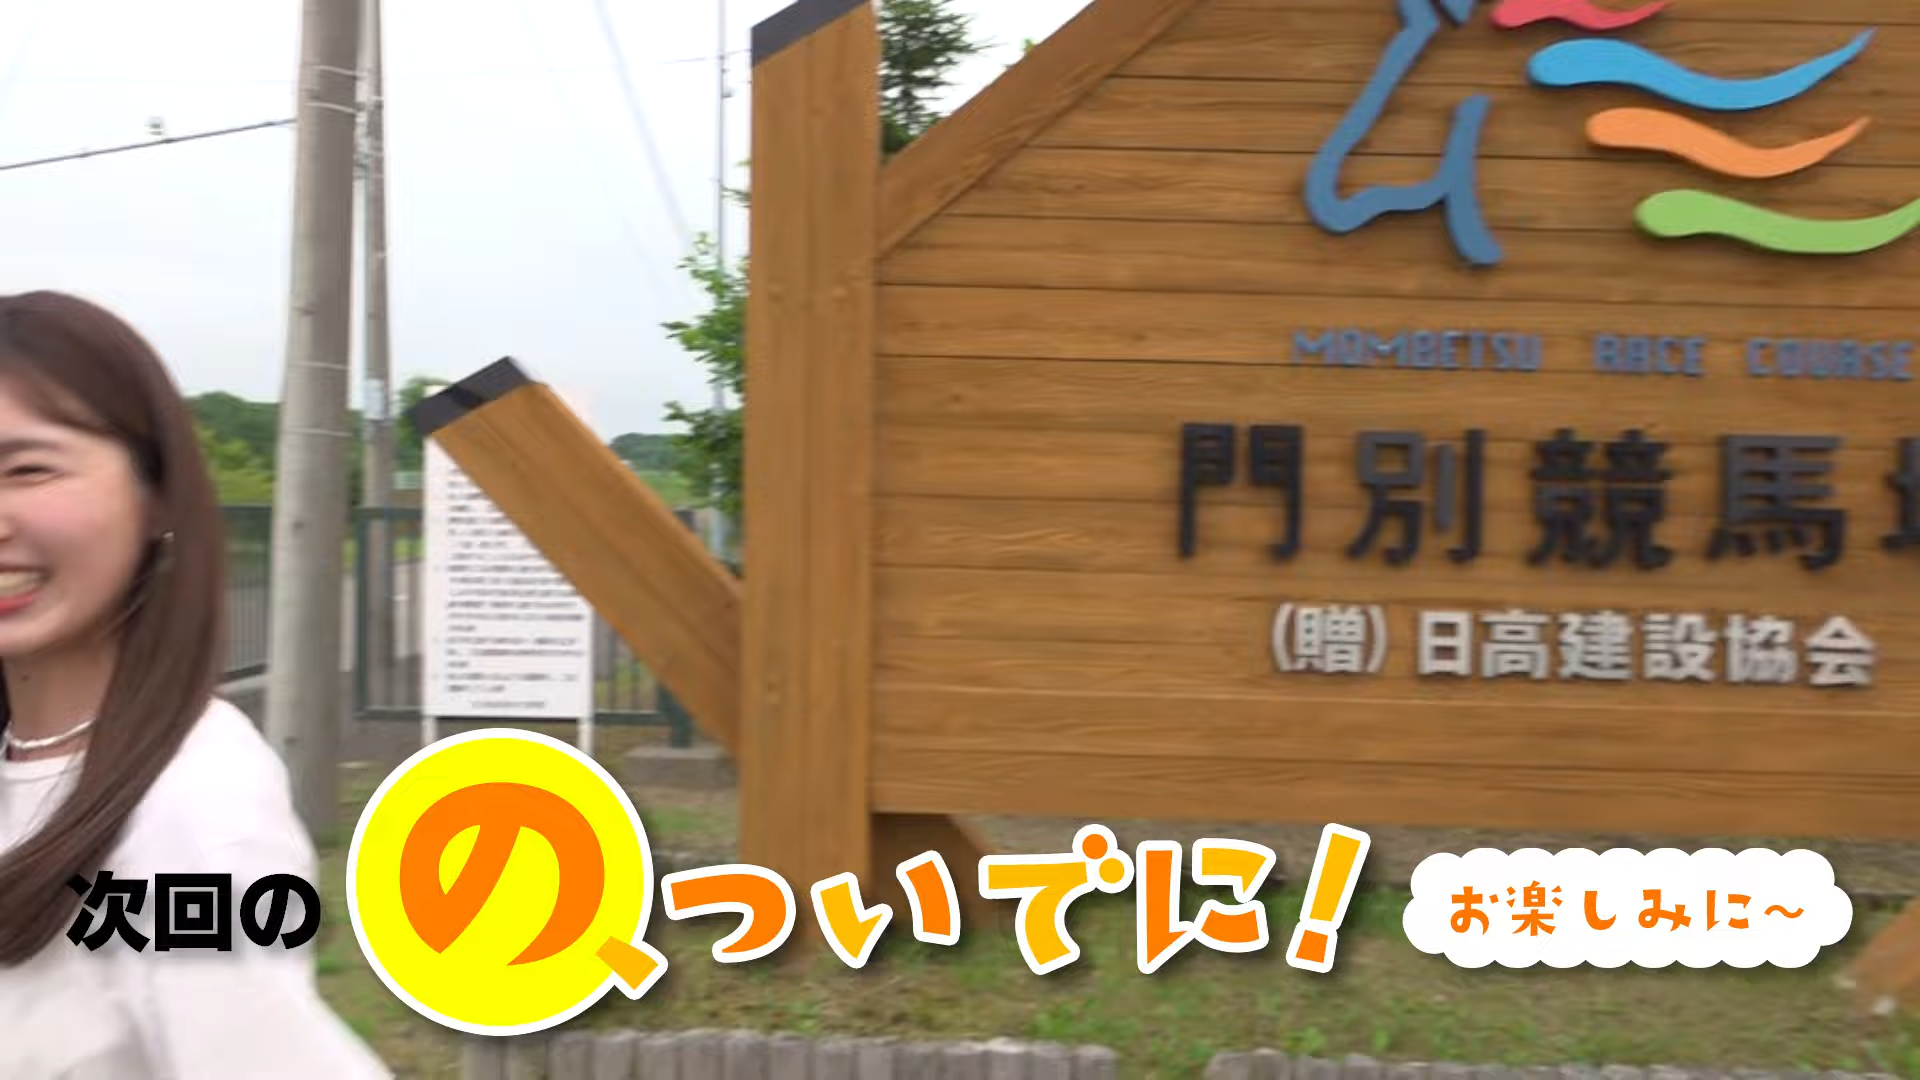 MOMBETSU RACE COURSE
門別競馬場
(贈)日高建設協会
次回の の、ついでに! お楽しみに〜